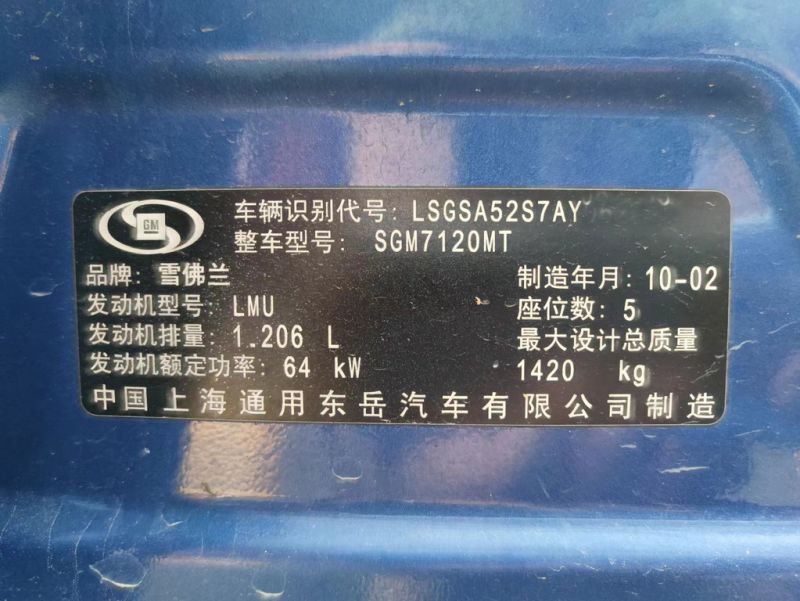 GM
车辆识别代号: LSGSA52S7AY
整车型号: SGM7120MT
品牌: 雪佛兰
制造年月: 10-02
发动机型号: LMU
座位数: 5
发动机排量: 1.206 L
最大设计总质量
发动机额定功率: 64 kW
1420 kg
中国上海通用东岳汽车有限公司制造